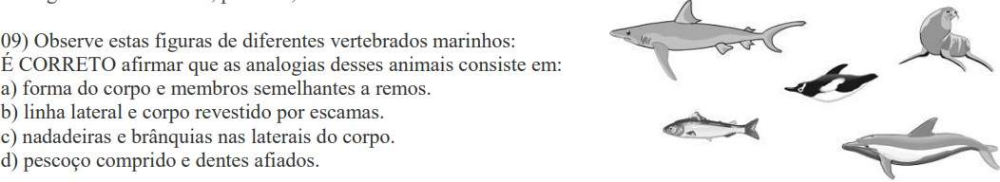 09) Observe estas figuras de diferentes vertebrados marinhos:
É CORRETO afirmar que as analogias desses animais consiste em:
a) forma do corpo e membros semelhantes a remos.
b) linha lateral e corpo revestido por escamas.
c) nadadeiras e brânquias nas laterais do corpo.
d) pescoço comprido e dentes afiados.